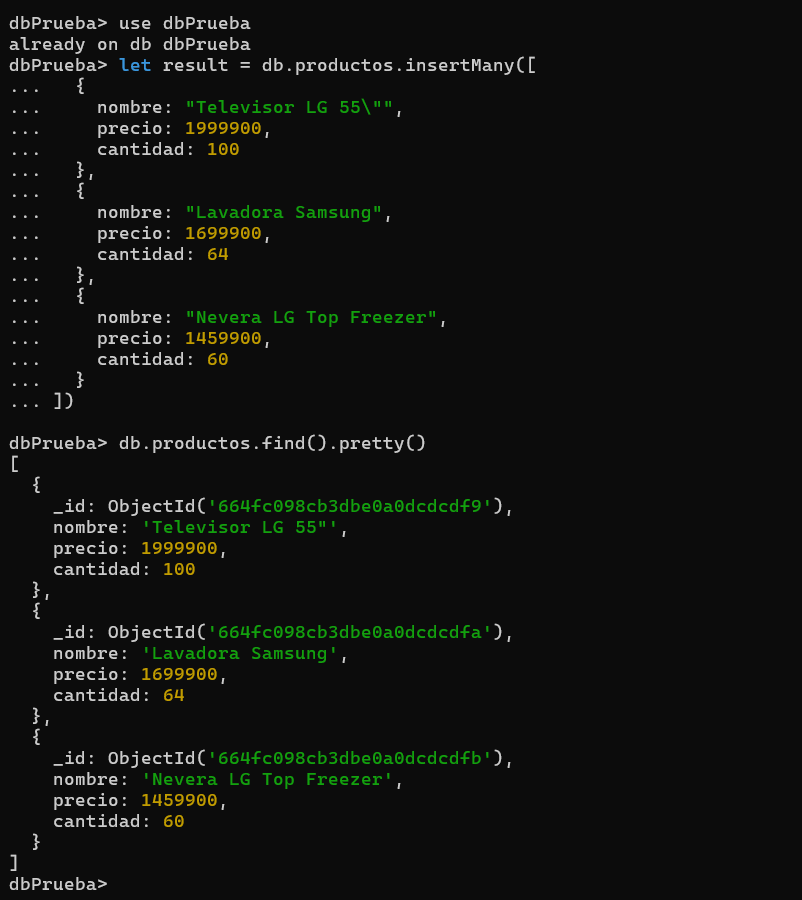 dbPrueba> use dbPrueba
already on db dbPrueba
dbPrueba> let result = db.productos.insertMany([
...   {
...     nombre: "Televisor LG 55\"",
...     precio: 1999900,
...     cantidad: 100
...   },
...   {
...     nombre: "Lavadora Samsung",
...     precio: 1699900,
...     cantidad: 64
...   },
...   {
...     nombre: "Nevera LG Top Freezer",
...     precio: 1459900,
...     cantidad: 60
...   }
... ])

dbPrueba> db.productos.find().pretty()
[
  {
    _id: ObjectId('664fc098cb3dbe0a0dcdcdf9'),
    nombre: 'Televisor LG 55"',
    precio: 1999900,
    cantidad: 100
  },
  {
    _id: ObjectId('664fc098cb3dbe0a0dcdcdfa'),
    nombre: 'Lavadora Samsung',
    precio: 1699900,
    cantidad: 64
  },
  {
    _id: ObjectId('664fc098cb3dbe0a0dcdcdfb'),
    nombre: 'Nevera LG Top Freezer',
    precio: 1459900,
    cantidad: 60
  }
]
dbPrueba>